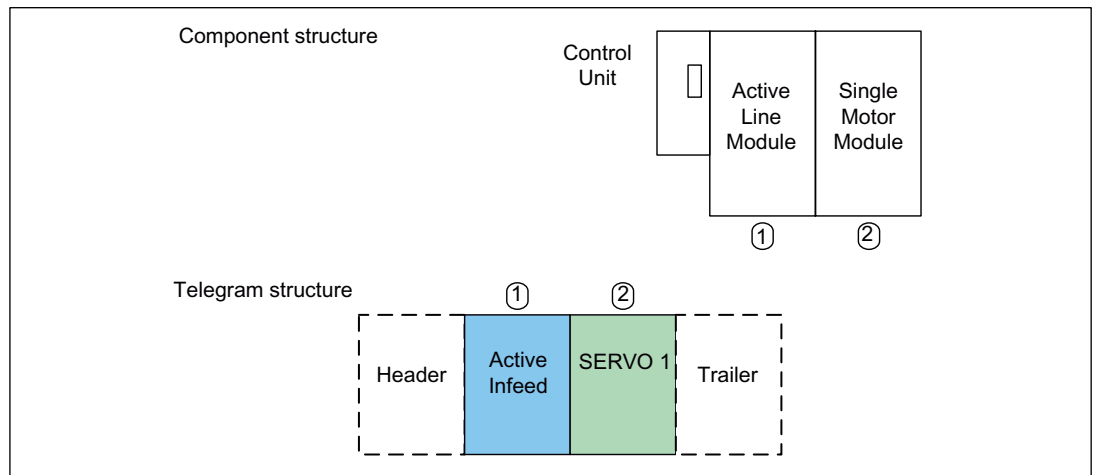 Component structure
Control
Unit
Active
Line
Module
Single
Motor
Module
1
2
Telegram structure
1
2
Header
Active
Infeed
SERVO 1
Trailer